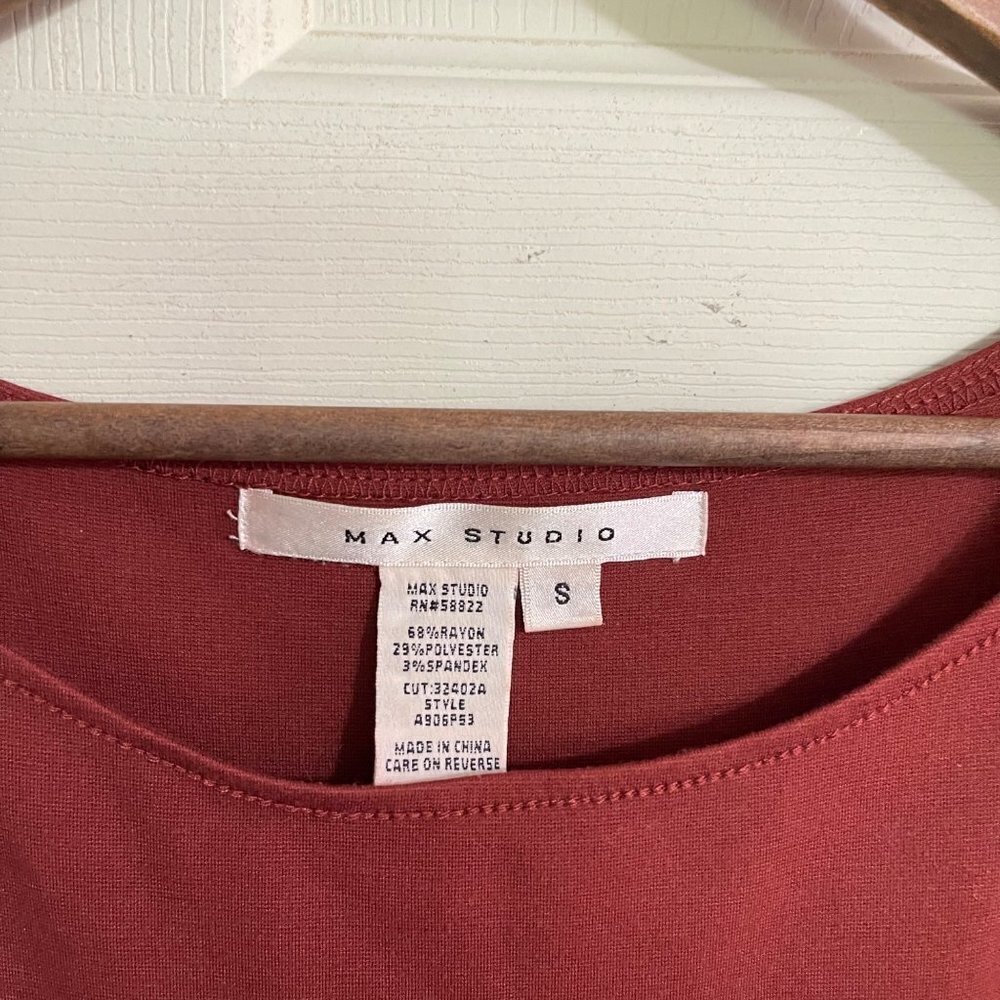 MAX STUDIO
S
MAX STUDIO
RN#58822
68%RAYON
29%POLYESTER
3%SPANDEX
CUT:32402A
STYLE
A906P53
MADE IN CHINA
CARE ON REVERSE